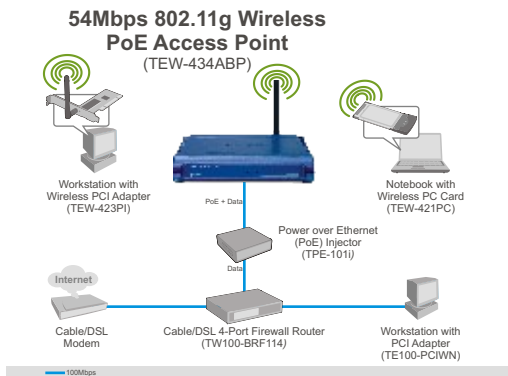 54Mbps 802.11g Wireless
PoE Access Point
(TEW-434ABP)
Workstation with
Wireless PCI Adapter
(TEW-423PI)
Notebook with
Wireless PC Card
(TEW-421PC)
PoE + Data
Power over Ethernet
(PoE) Injector
(TPE-101i)
Data
Internet
Cable/DSL
Modem
Cable/DSL 4-Port Firewall Router
(TW100-BRF114)
Workstation with
PCI Adapter
(TE100-PCIWN)
100Mbps